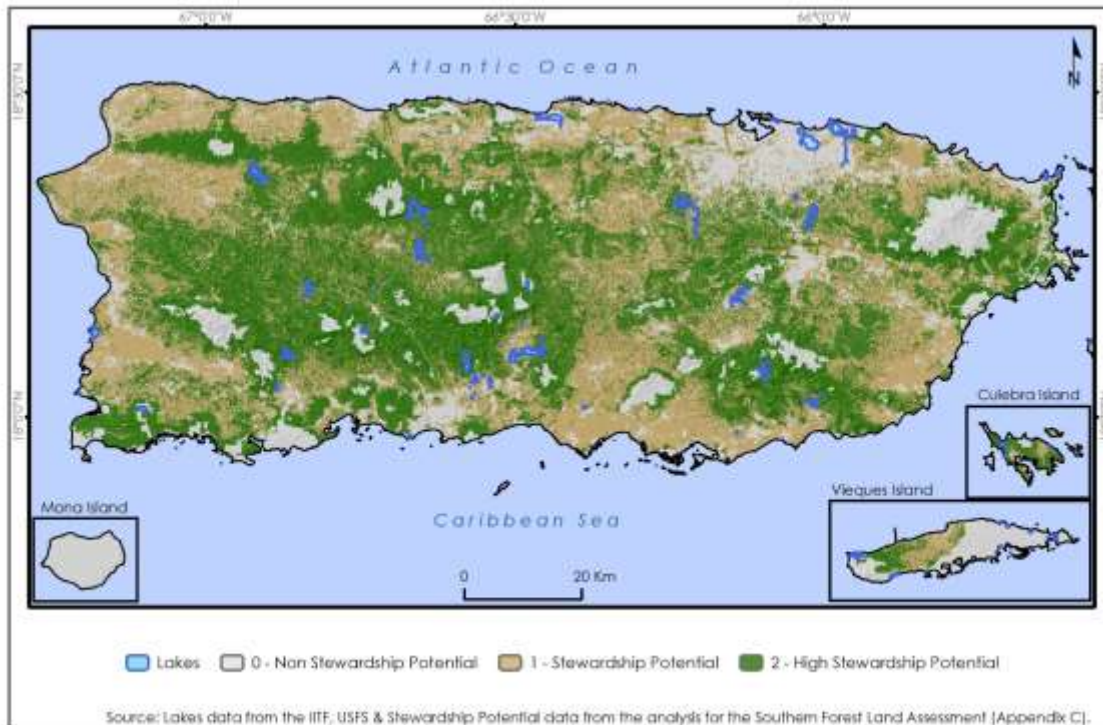 67°0'0"W 66°30'0"W 66°0'0"W
Atlantic Ocean
N
18°30'0"N
18°0'0"N
Culebra Island
Vieques Island
Mona Island
Caribbean Sea
0 20 Km
Lakes 0 - Non Stewardship Potential 1 - Stewardship Potential 2 - High Stewardship Potential
Source: Lakes data from the IITF, USFS & Stewardship Potential data from the analysis for the Southern Forest Land Assessment (Appendix C).